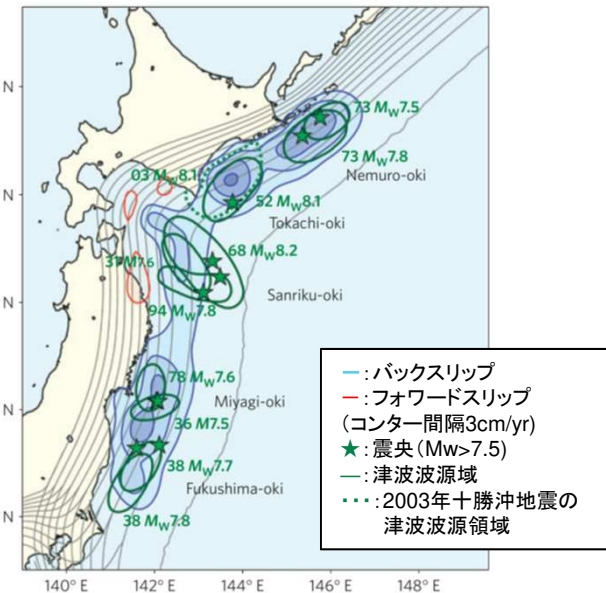 N
73 MW7.5
73 MW7.8
03 MW8.1
Nemuro-oki
N
52 MW8.1
Tokachi-oki
68 MW8.2
31 M7.6
Sanriku-oki
N
94 MW7.8
78 MW7.6
Miyagi-oki
N
36 M7.5
38 MW7.7
Fukushima-oki
N
38 MW7.8
140° E
142° E
144° E
146° E
148° E
ー:バックスリップ
ー:フォワードスリップ
(コンター間隔3cm/yr)
★:震央(Mw>7.5)
―:津波波源域
・・・:2003年十勝沖地震の
津波波源領域